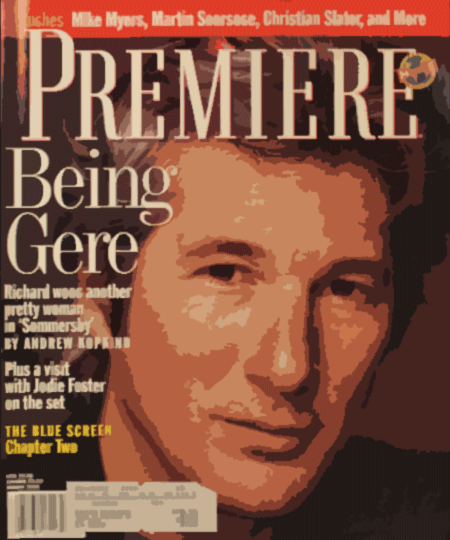 Mike Myers, Martin Scorsese, Christian Slater, and More
PREMIERE
Being
Gere
Richard woos another
pretty woman
in 'Sommersby'
BY ANDREW KOPKIND
Plus a visit
with Jodie Foster
on the set
THE BLUE SCREEN
Chapter Two